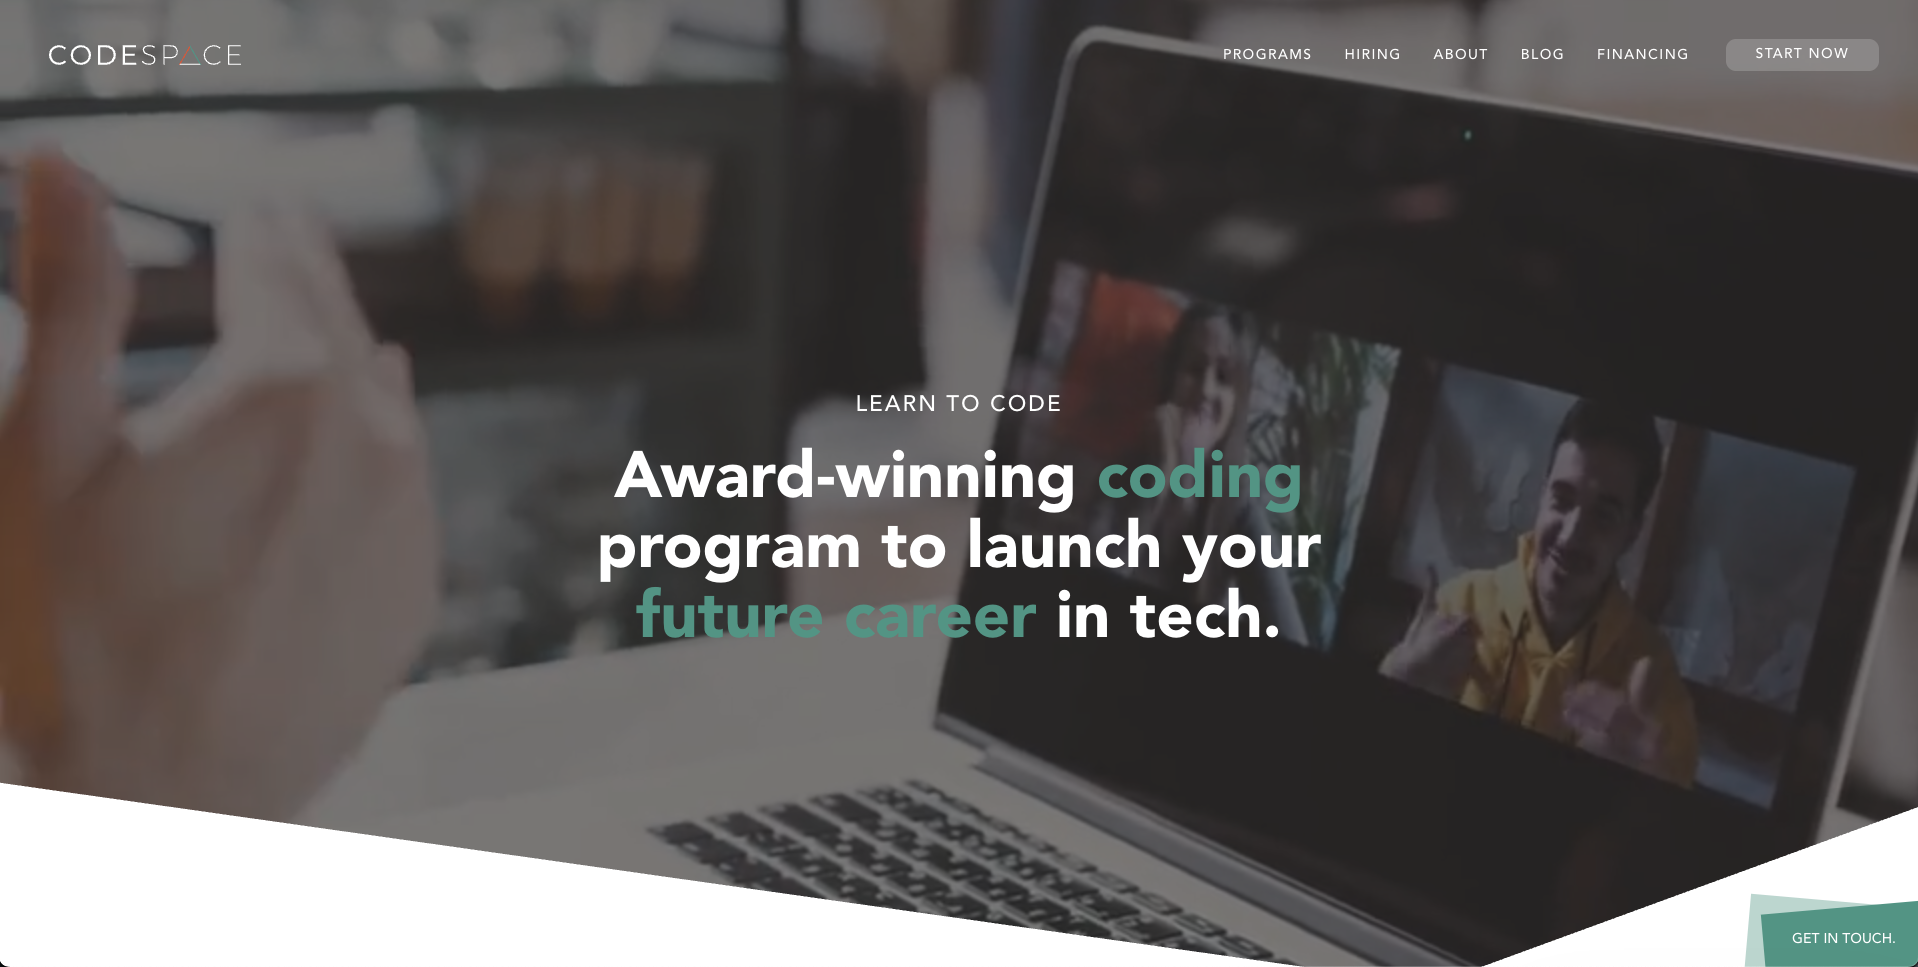 CODESPACE
PROGRAMS HIRING ABOUT BLOG FINANCING START NOW
LEARN TO CODE
Award-winning coding
program to launch your
future career in tech.
GET IN TOUCH.